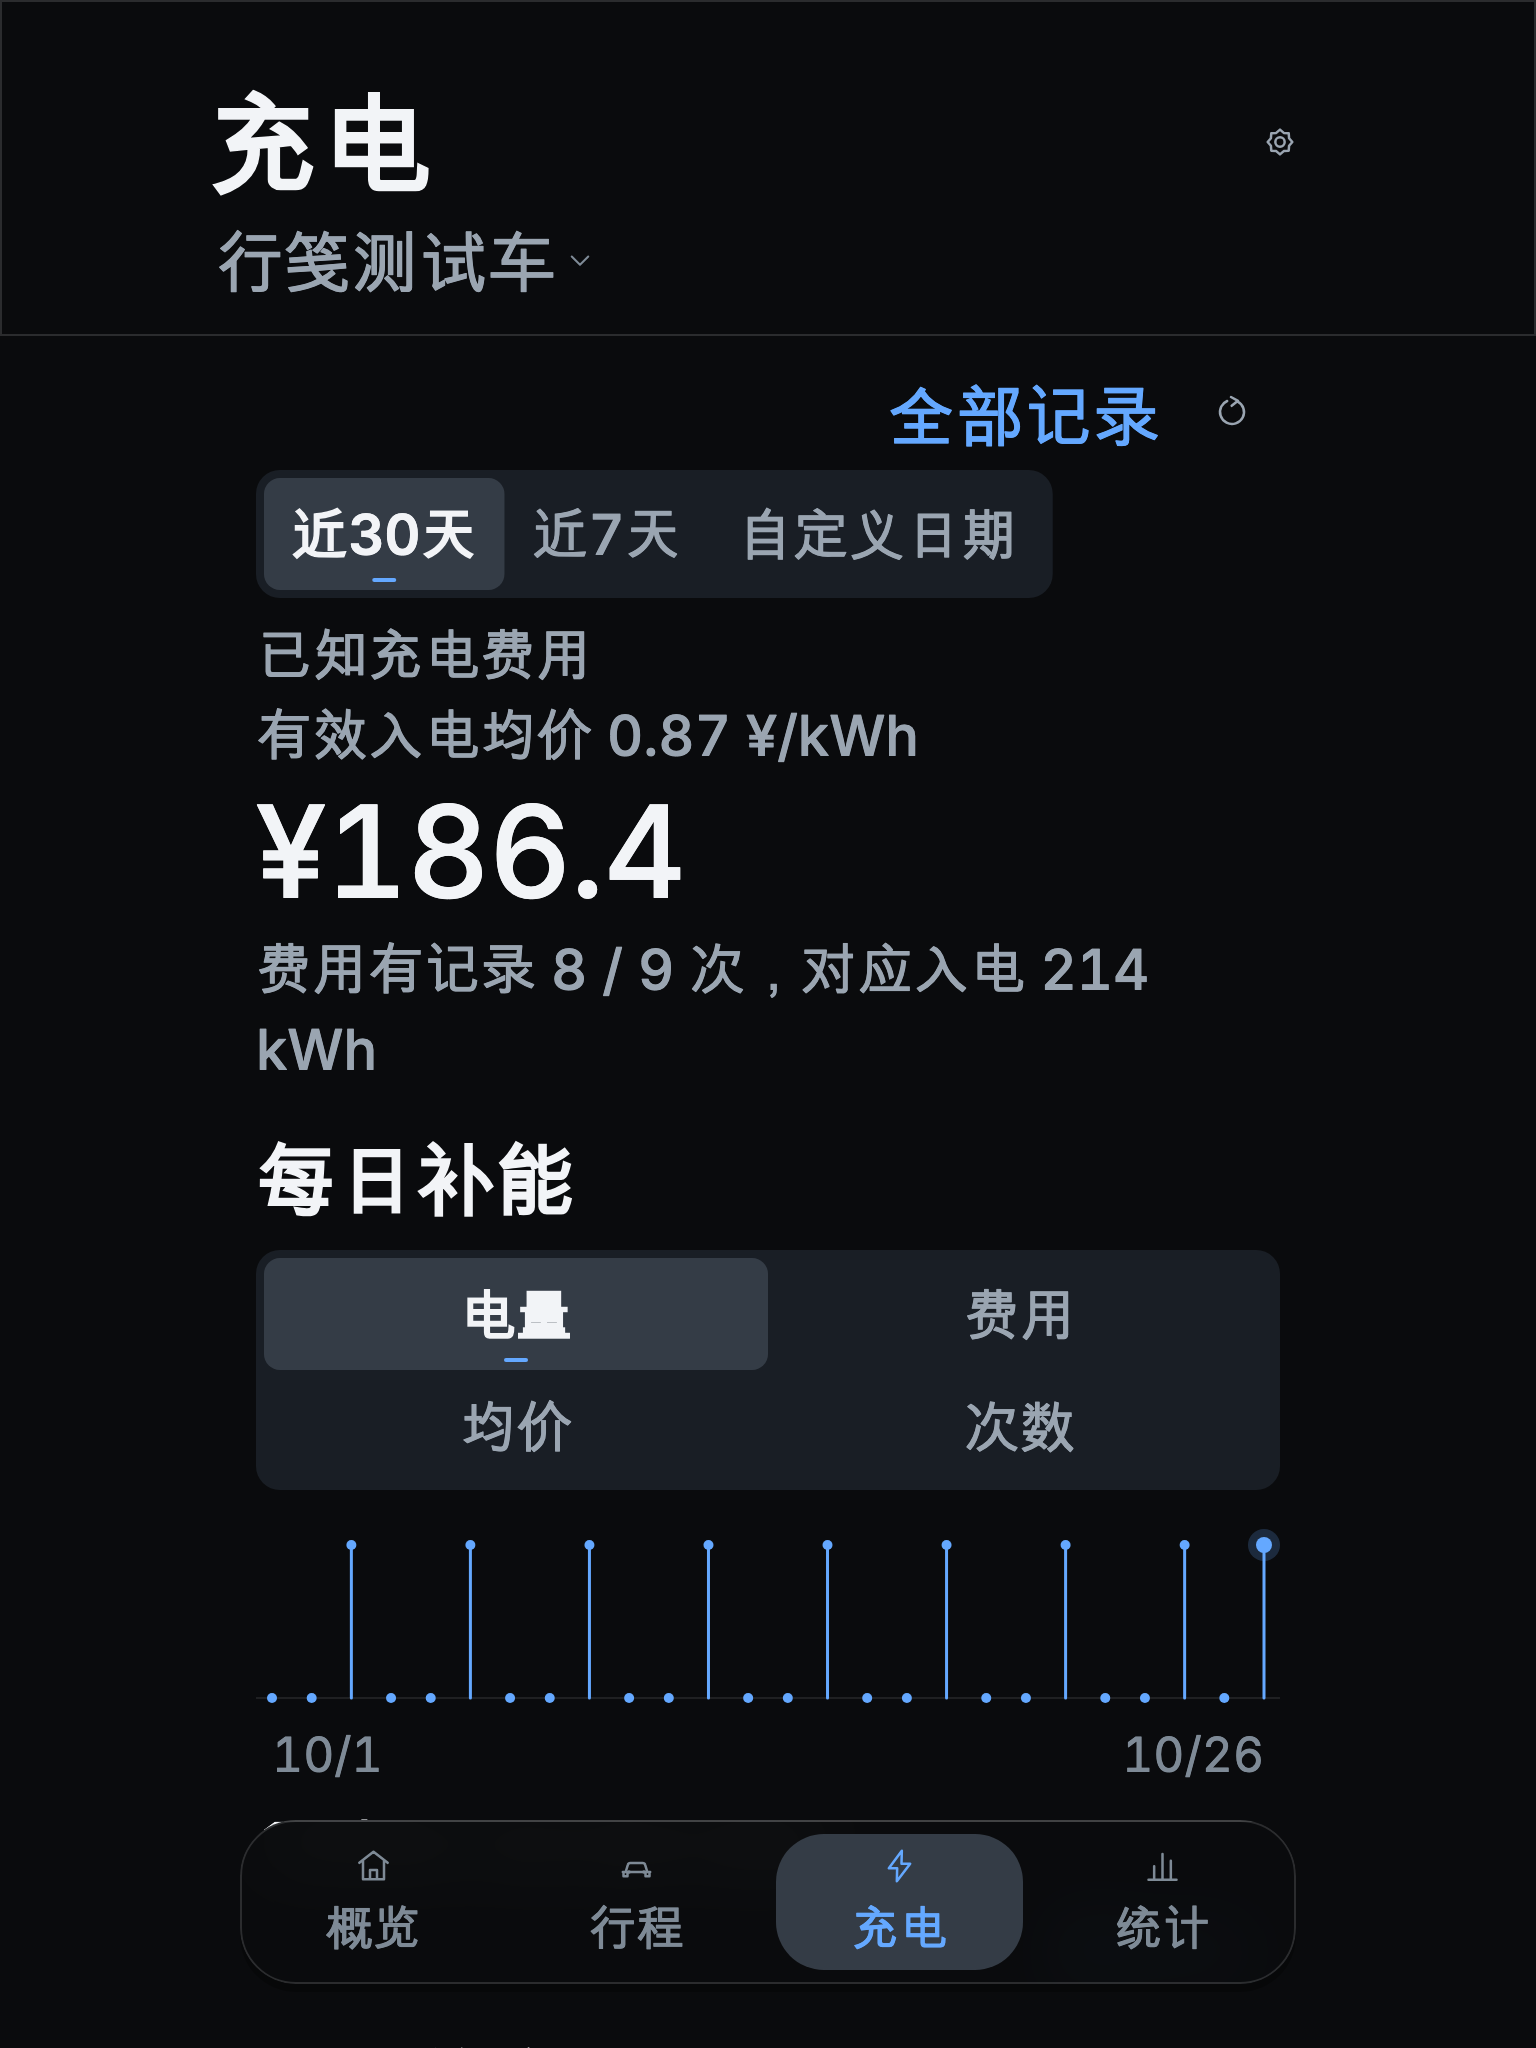 充电
行笺测试车
全部记录
近30天 近7天 自定义日期
已知充电费用
有效入电均价 0.87 ¥/kWh
¥186.4
费用有记录 8 / 9 次，对应入电 214
kWh
每日补能
电量 费用
均价 次数
10/1 10/26
概览 行程 充电 统计